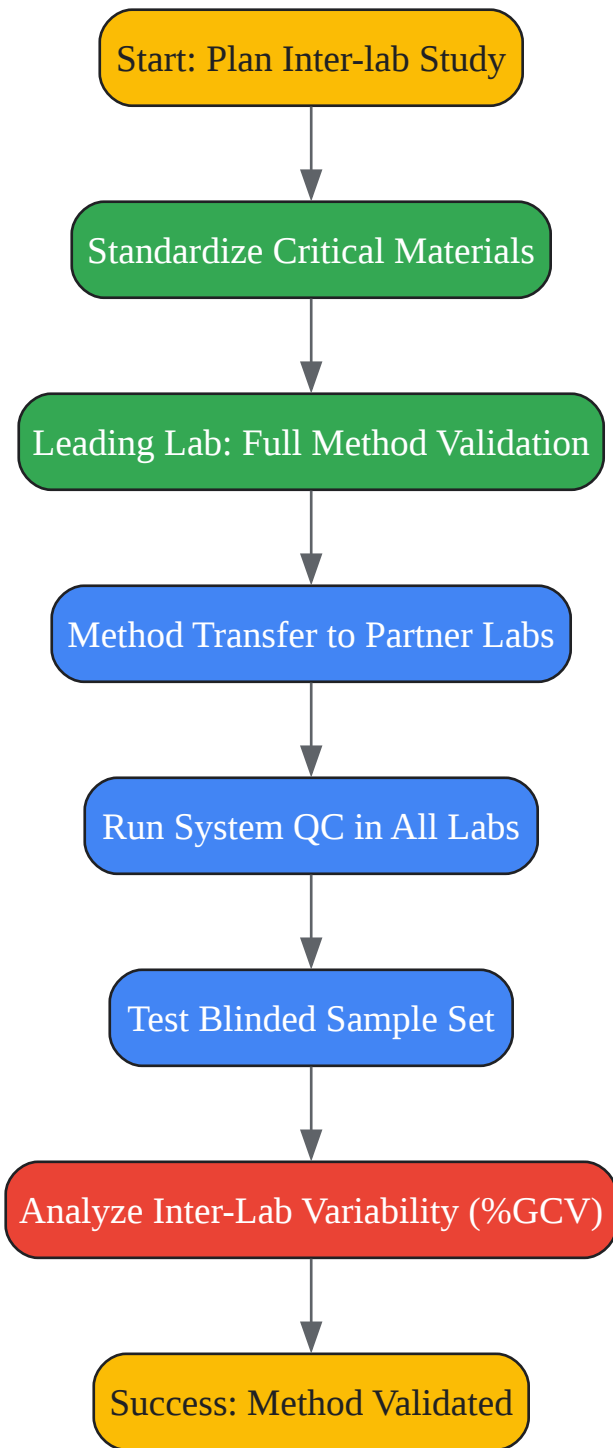 Start: Plan Inter-lab Study
Standardize Critical Materials
Leading Lab: Full Method Validation
Method Transfer to Partner Labs
Run System QC in All Labs
Test Blinded Sample Set
Analyze Inter-Lab Variability (%GCV)
Success: Method Validated